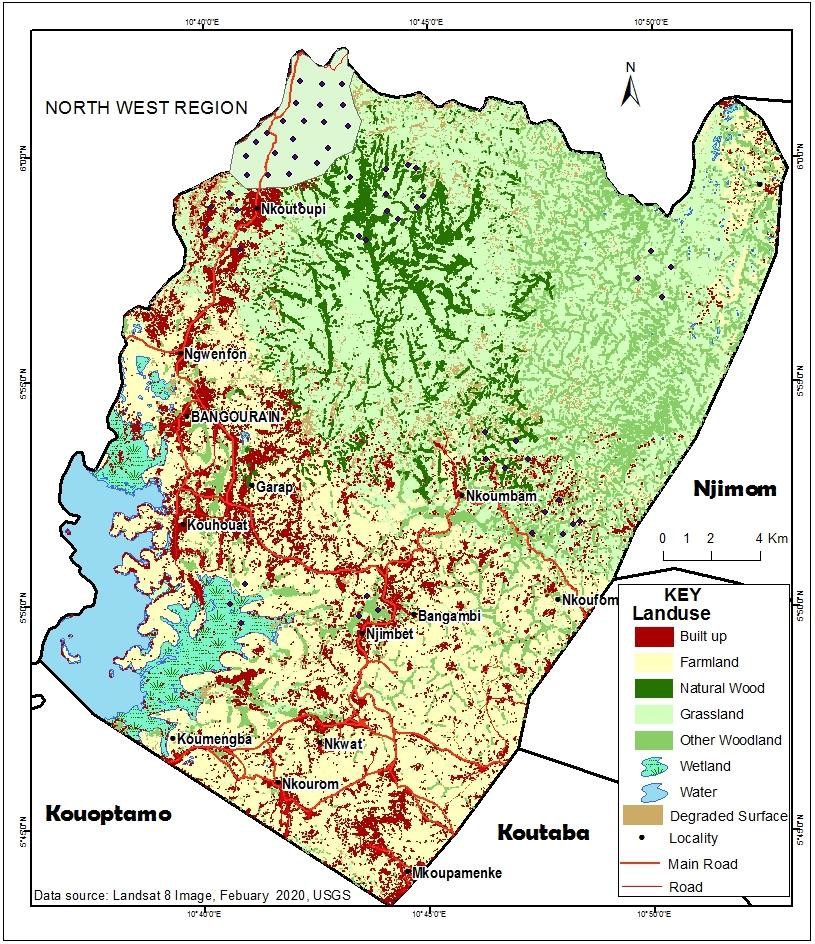 10°40'0"E 10°45'0"E 10°50'0"E
N
NORTH WEST REGION
6°0'0"N 6°0'0"N
Nkoutoupi
Ngwenfon
5°55'0"N 5°55'0"N
BANGOURAIN
Garap
Nkoumbam
Njimom
Kouhouat
0 1 2 4 Km
5°50'0"N 5°50'0"N
Nkoufom
Bangambi
Njimbet
KEY
Landuse
Built up
Farmland
Natural Wood
Grassland
Other Woodland
Wetland
Water
Degraded Surface
Locality
Main Road
Road
Koumengba
Nkwat
Nkourom
Kouoptamo
Koutaba
5°45'0"N 5°45'0"N
Mkoupamenke
Data source: Landsat 8 Image, Febuary 2020, USGS
10°40'0"E 10°45'0"E 10°50'0"E